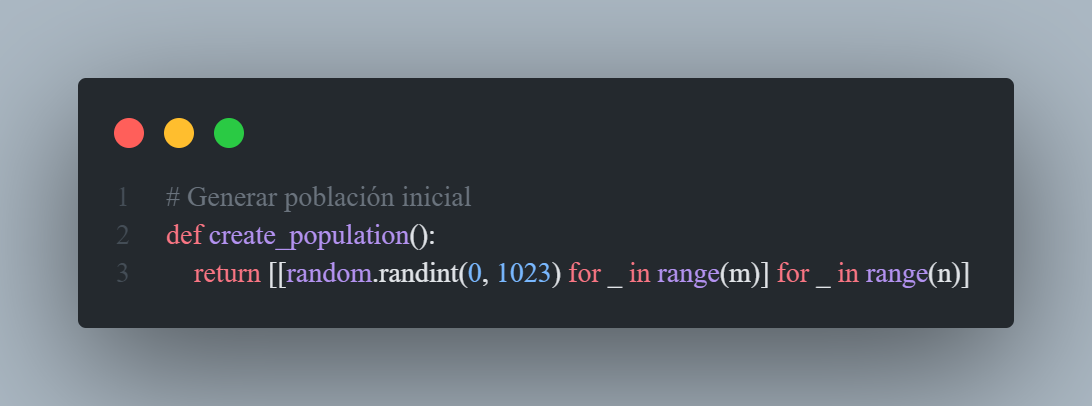 1 # Generar población inicial
2 def create_population():
3 return [[random.randint(0, 1023) for _ in range(m)] for _ in range(n)]